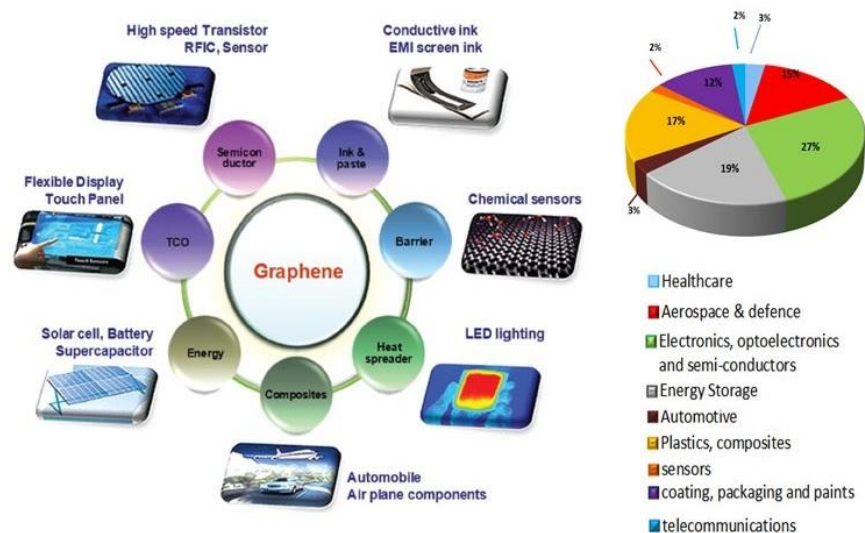 High speed Transistor
RFIC, Sensor
Conductive ink
EMI screen ink
Semicon
ductor
Ink &
paste
Flexible Display
Touch Panel
TCO
Touch Sensors
Graphene
Barrier
Chemical sensors
Solar cell, Battery
Supercapacitor
Energy
Composites
Heat
spreader
LED lighting
Automobile
Air plane components
2%
3%
2%
12%
15%
17%
27%
19%
3%
Healthcare
Aerospace & defence
Electronics, optoelectronics
and semi-conductors
Energy Storage
Automotive
Plastics, composites
sensors
coating, packaging and paints
telecommunications